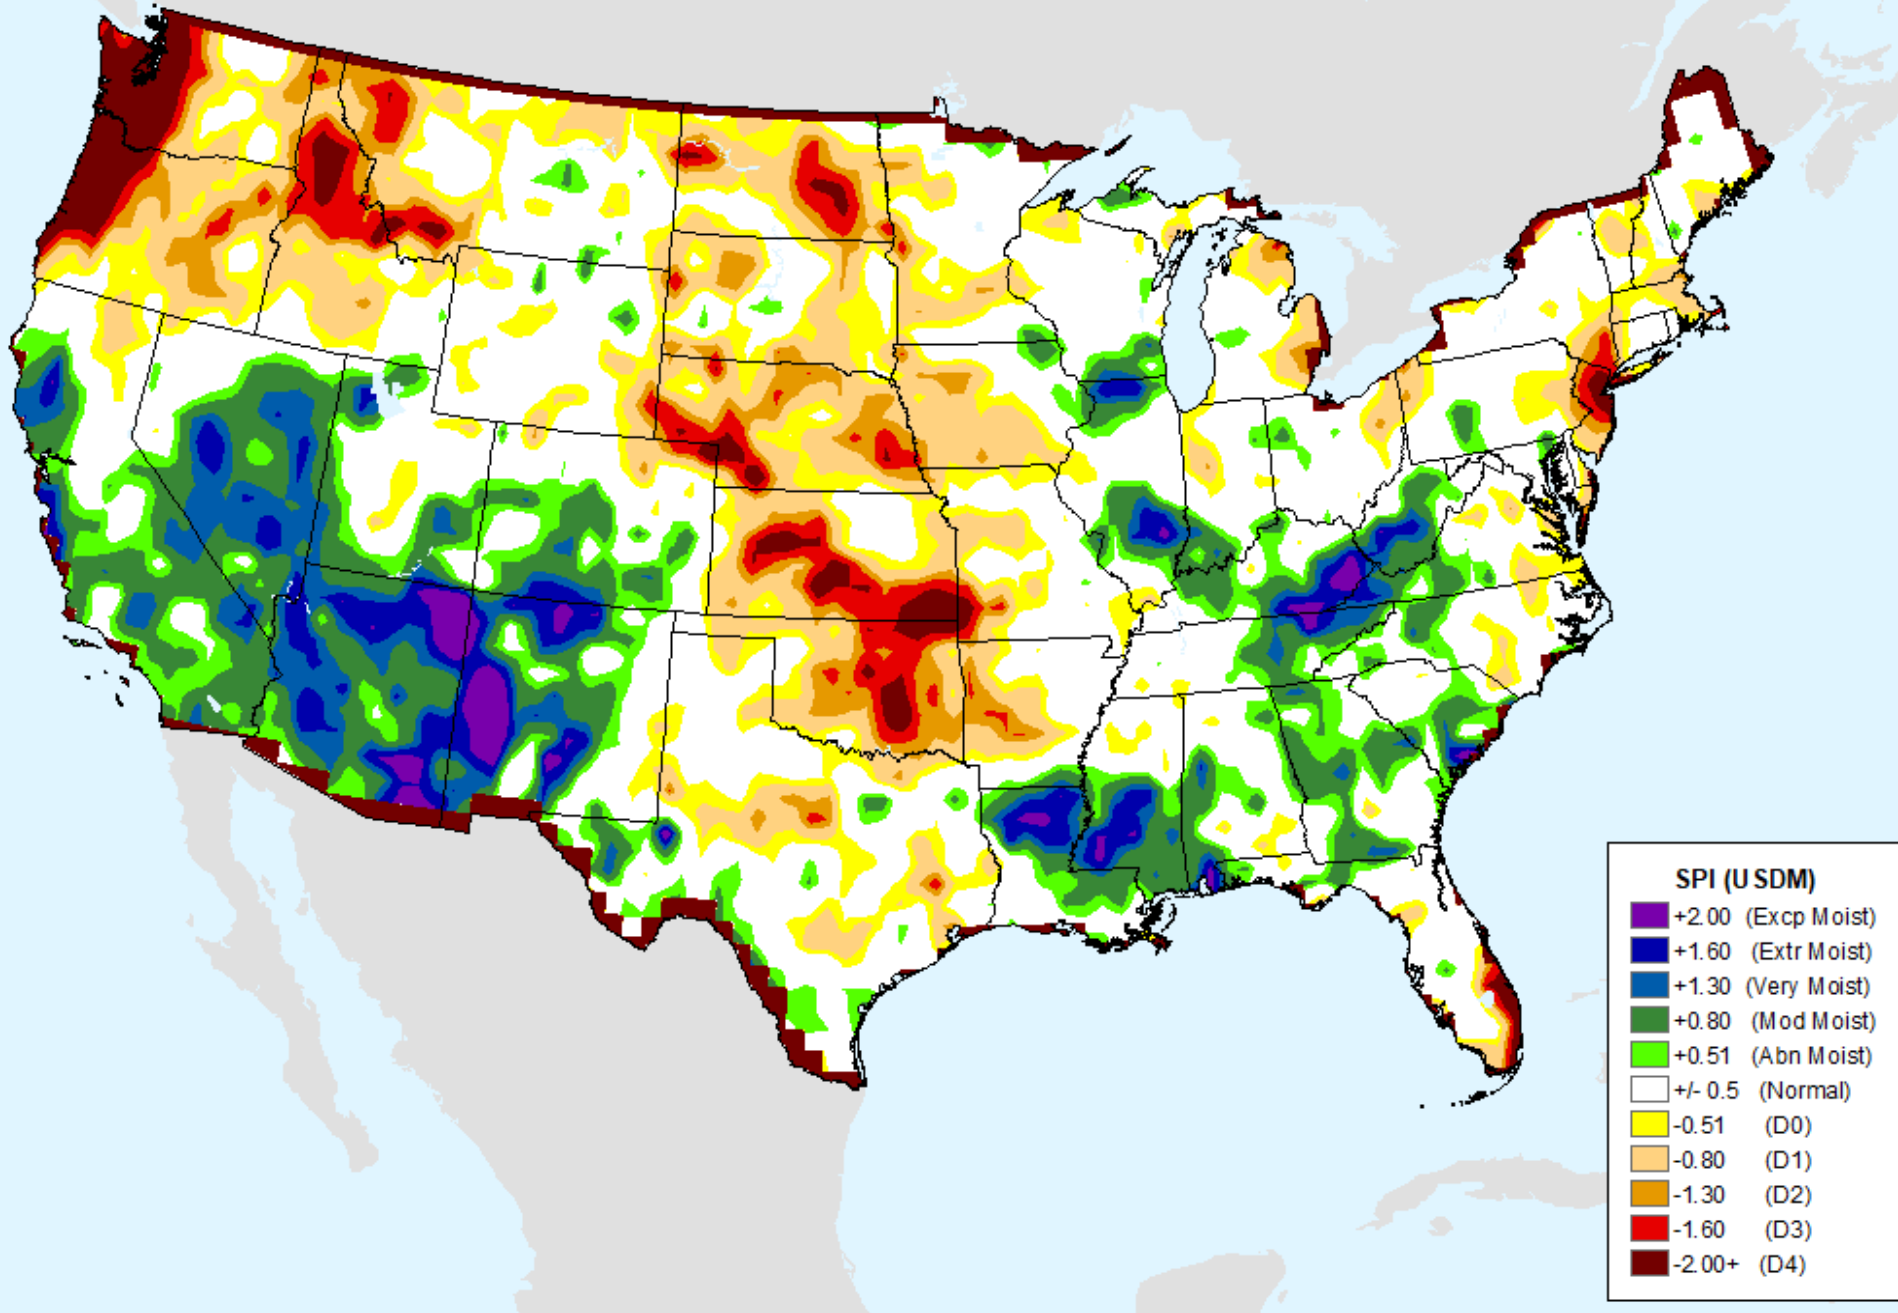 SPI (USDM)
+2.00 (Excp Moist)
+1.60 (Extr Moist)
+1.30 (Very Moist)
+0.80 (Mod Moist)
+0.51 (Abn Moist)
+/- 0.5 (Normal)
-0.51 (D0)
-0.80 (D1)
-1.30 (D2)
-1.60 (D3)
-2.00+ (D4)